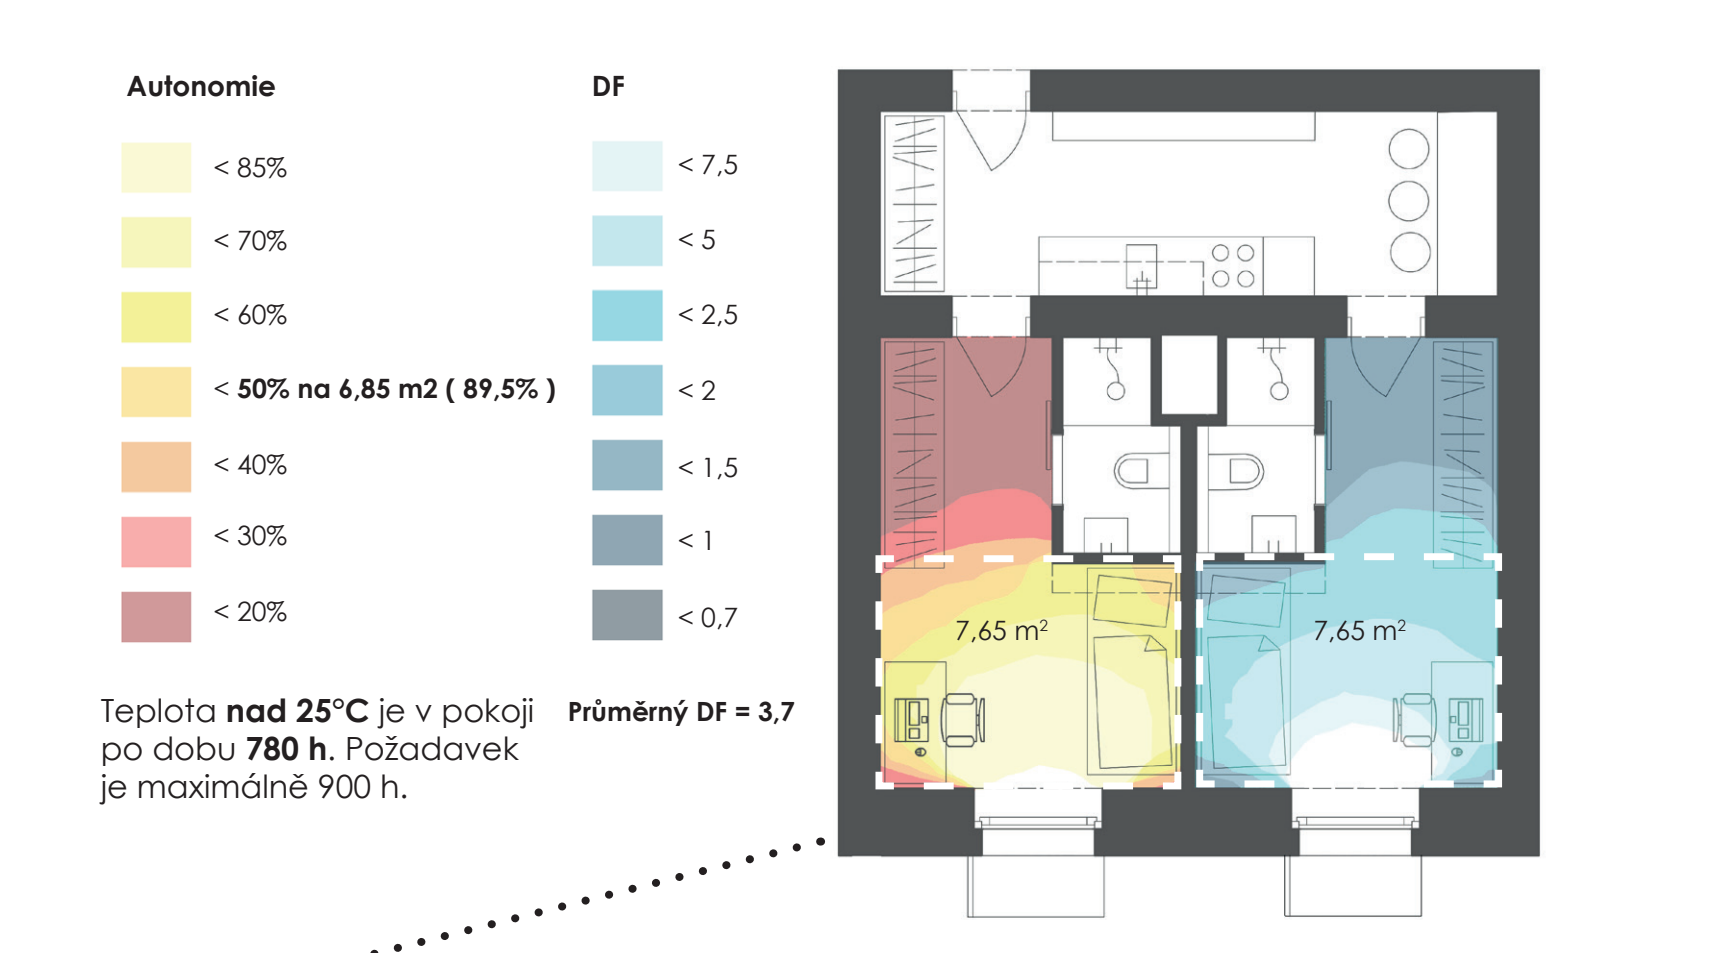 Autonomie
< 85%
< 70%
< 60%
< 50% na 6,85 m2 ( 89,5% )
< 40%
< 30%
< 20%
DF
< 7,5
< 5
< 2,5
< 2
< 1,5
< 1
< 0,7
Teplota nad 25°C je v pokoji
po dobu 780 h. Požadavek
je maximálně 900 h.
Průměrný DF = 3,7
7,65 m²
7,65 m²